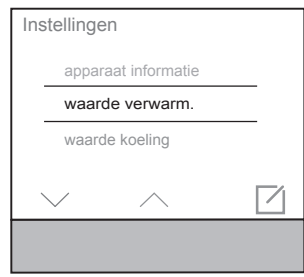 Instellingen
apparaat informatie
waarde verwarm.
waarde koeling